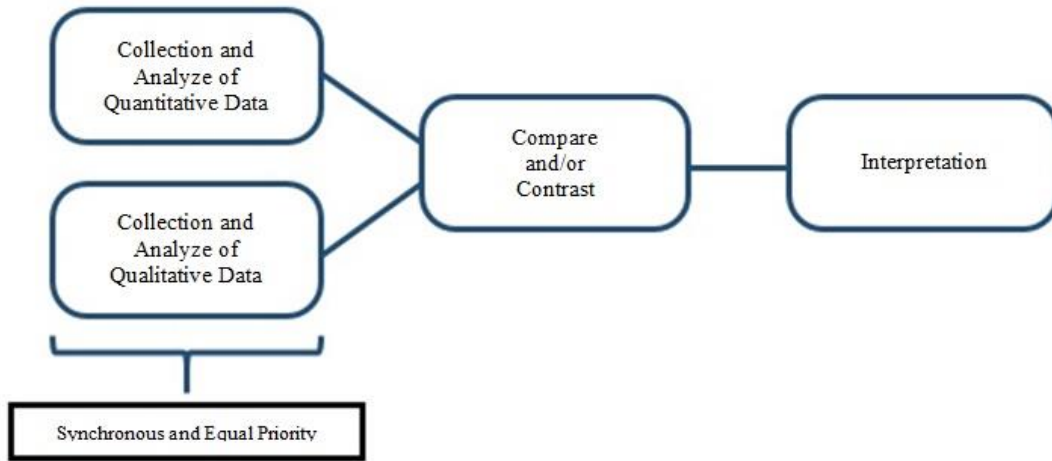 Collection and
Analyze of
Quantitative Data
Collection and
Analyze of
Qualitative Data
Compare
and/or
Contrast
Interpretation
Synchronous and Equal Priority